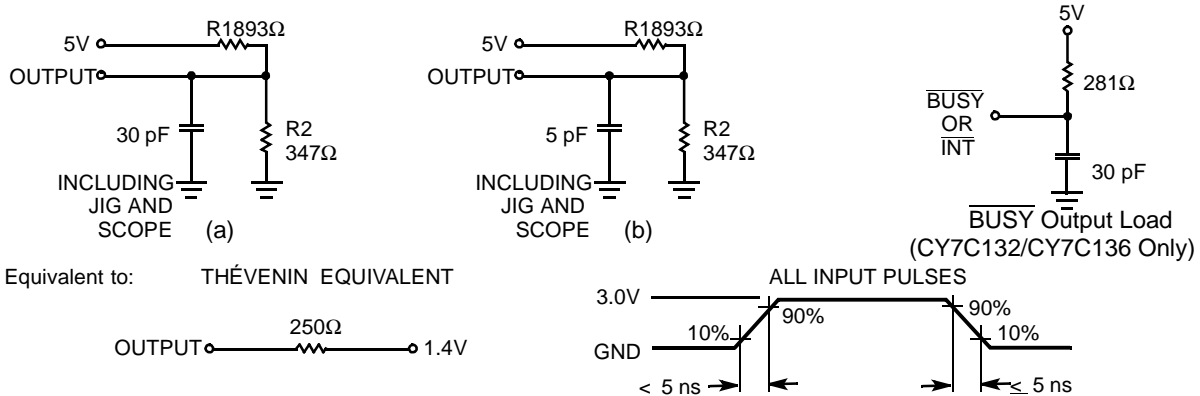 R1893Ω
5V
OUTPUT
30 pF
R2
347Ω
INCLUDING
JIG AND
SCOPE
(a)
R1893Ω
5V
OUTPUT
5 pF
R2
347Ω
INCLUDING
JIG AND
SCOPE
(b)
5V
281Ω
BUSY
OR
INT
30 pF
BUSY Output Load
(CY7C132/CY7C136 Only)
Equivalent to: THÉVENIN EQUIVALENT
250Ω
OUTPUT
1.4V
ALL INPUT PULSES
3.0V
90%
10%
GND
90%
10%
< 5 ns
≤ 5 ns